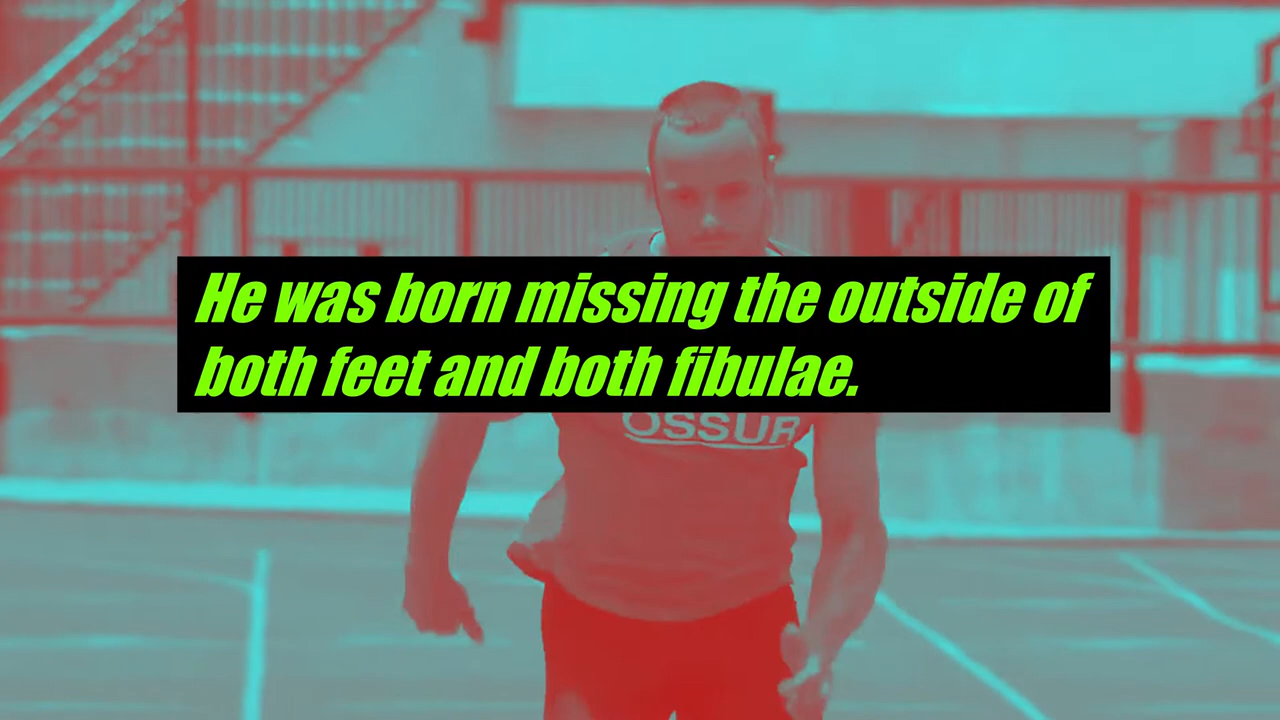 He was born missing the outside of
both feet and both fibulae.
OSSUR